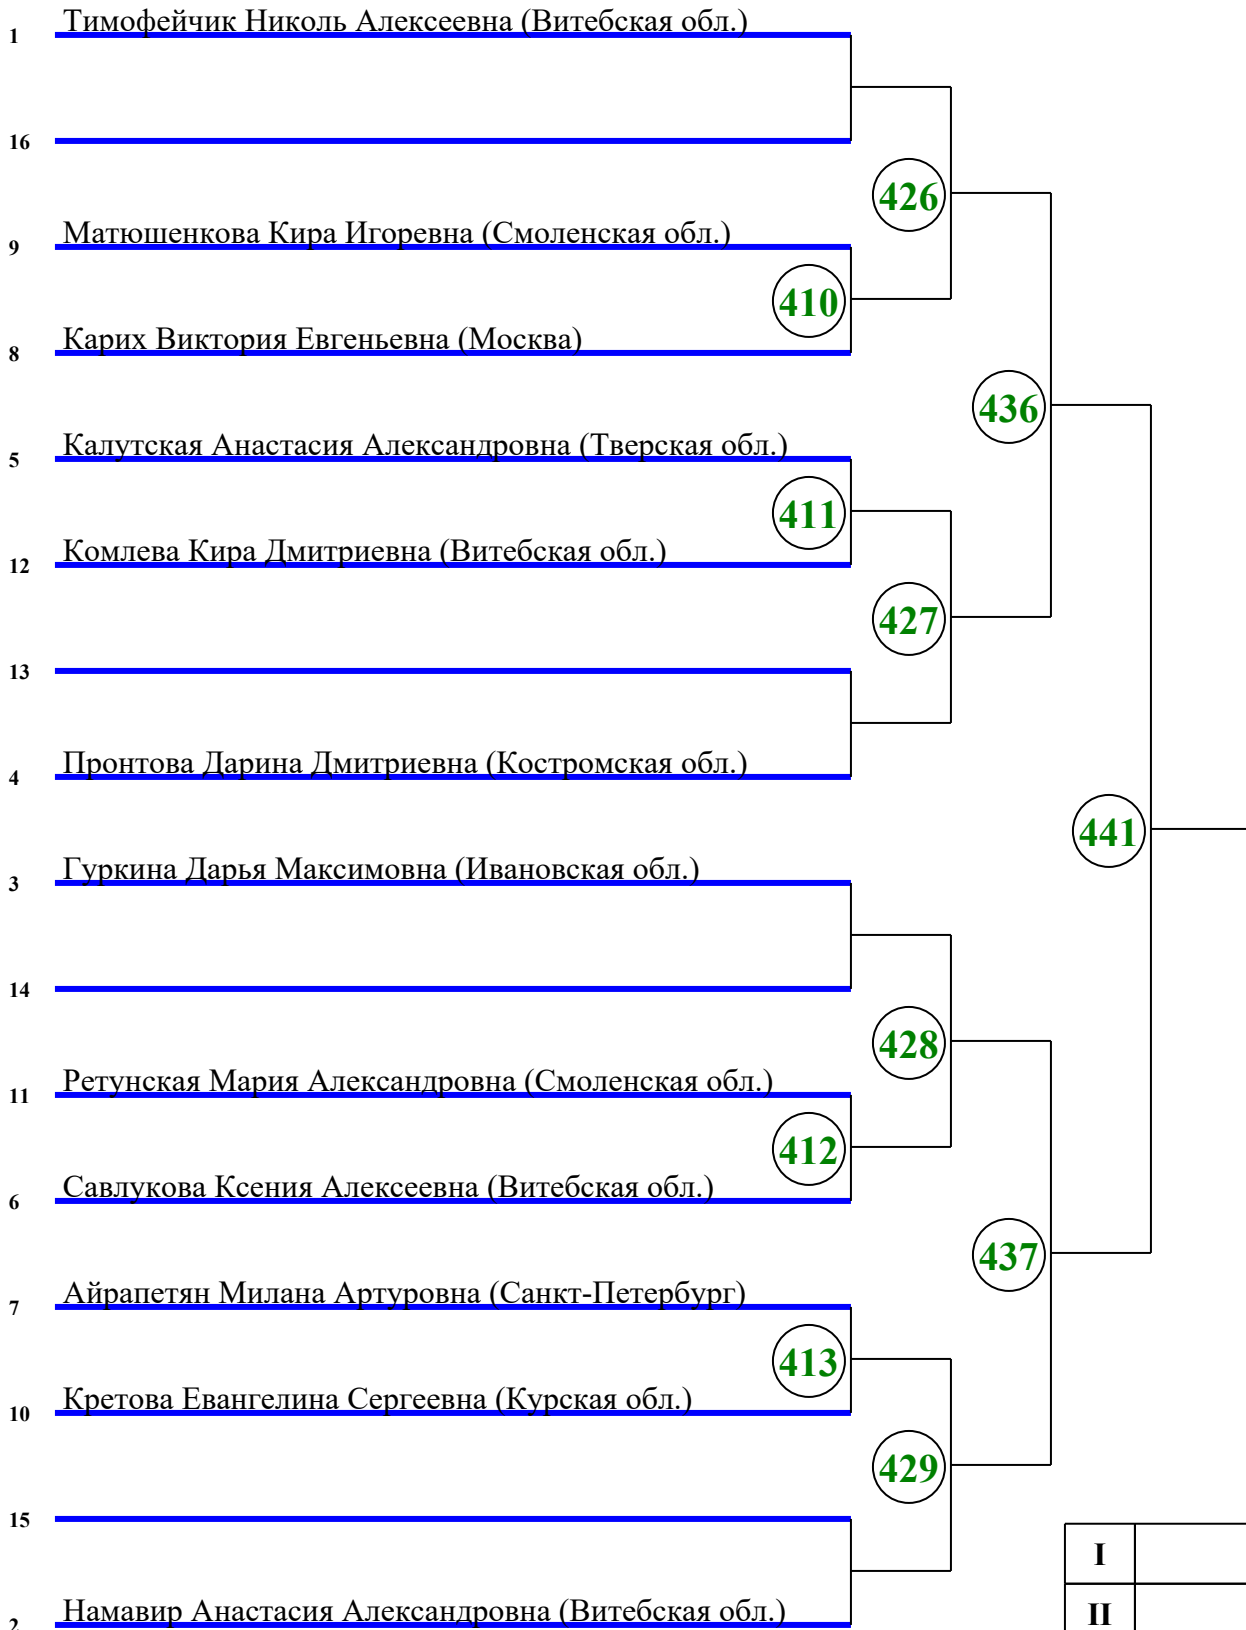 1 Тимофейчик Николь Алексеевна (Витебская обл.)
16
426
9 Матюшенкова Кира Игоревна (Смоленская обл.)
410
8 Карих Виктория Евгеньевна (Москва)
436
5 Калутская Анастасия Александровна (Тверская обл.)
411
12 Комлева Кира Дмитриевна (Витебская обл.)
427
13
4 Пронтова Дарина Дмитриевна (Костромская обл.)
441
3 Гуркина Дарья Максимовна (Ивановская обл.)
14
428
11 Ретунская Мария Александровна (Смоленская обл.)
412
6 Савлукова Ксения Алексеевна (Витебская обл.)
437
7 Айрапетян Милана Артуровна (Санкт-Петербург)
413
10 Кретова Евангелина Сергеевна (Курская обл.)
429
15
I
2 Намавир Анастасия Александровна (Витебская обл.)
II